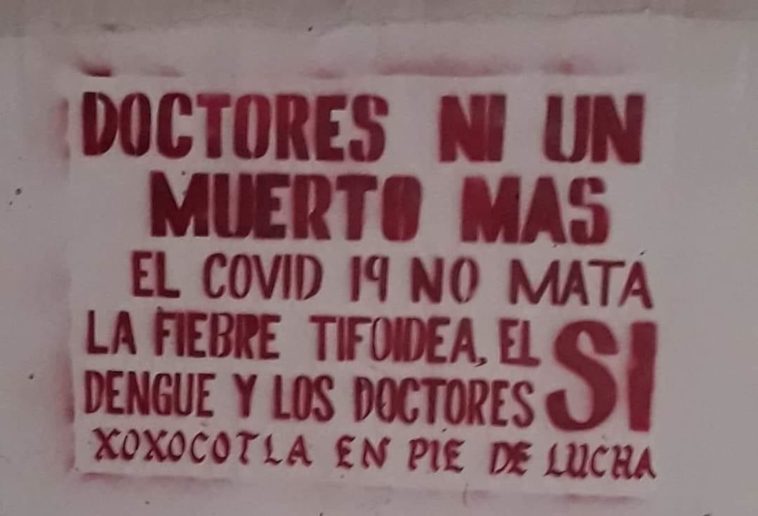 DOCTORES NI UN
MUERTO MAS
EL COVID 19 NO MATA
LA FIEBRE TIFOIDEA, EL
DENGUE Y LOS DOCTORES SI
XOXOCOTLA EN PIE DE LUCHA